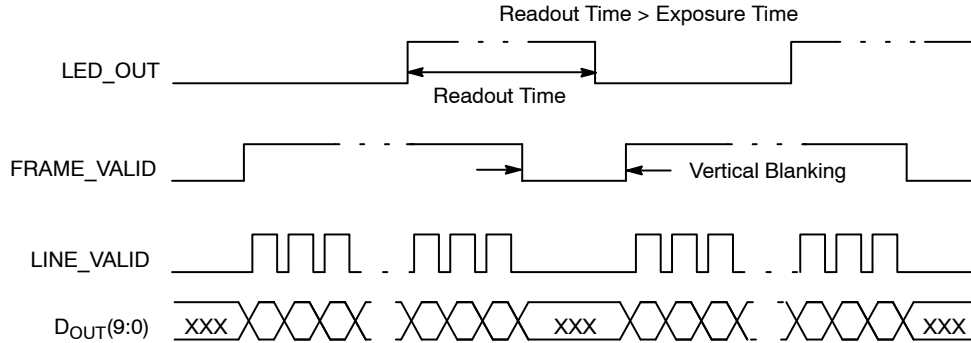 Readout Time > Exposure Time
LED_OUT
Readout Time
FRAME_VALID
Vertical Blanking
LINE_VALID
DOUT(9:0)
XXX
XXX
XXX